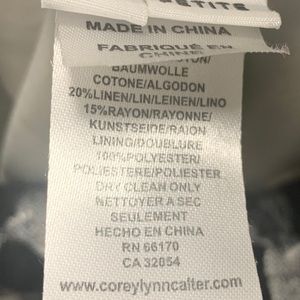 PETITE
MADE IN CHINA
FABRIQUÉ EN
CHINE
BAUMWOLLE
COTONE/ALGODON
20%LINEN/LIN/LEINEN/LINO
15%RAYON/RAYONNE/
KUNSTSEIDE/RAION
LINING/DOUBLURE
100%POLYESTER/
POLIESTERE/POLIESTER
DRY CLEAN ONLY
NETTOYER A SEC
SEULEMENT
HECHO EN CHINA
RN 66170
CA 32054
www.coreylynncalter.com